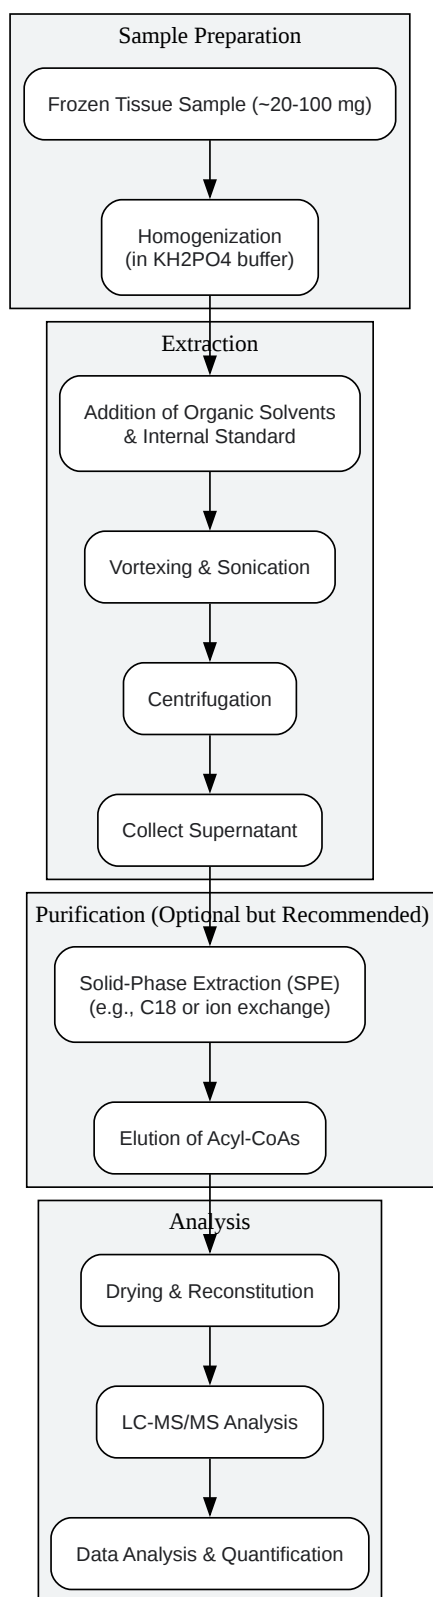 Sample Preparation
Frozen Tissue Sample (~20-100 mg)
Homogenization
(in KH2PO4 buffer)
Extraction
Addition of Organic Solvents
& Internal Standard
Vortexing & Sonication
Centrifugation
Collect Supernatant
Purification (Optional but Recommended)
Solid-Phase Extraction (SPE)
(e.g., C18 or ion exchange)
Elution of Acyl-CoAs
Analysis
Drying & Reconstitution
LC-MS/MS Analysis
Data Analysis & Quantification